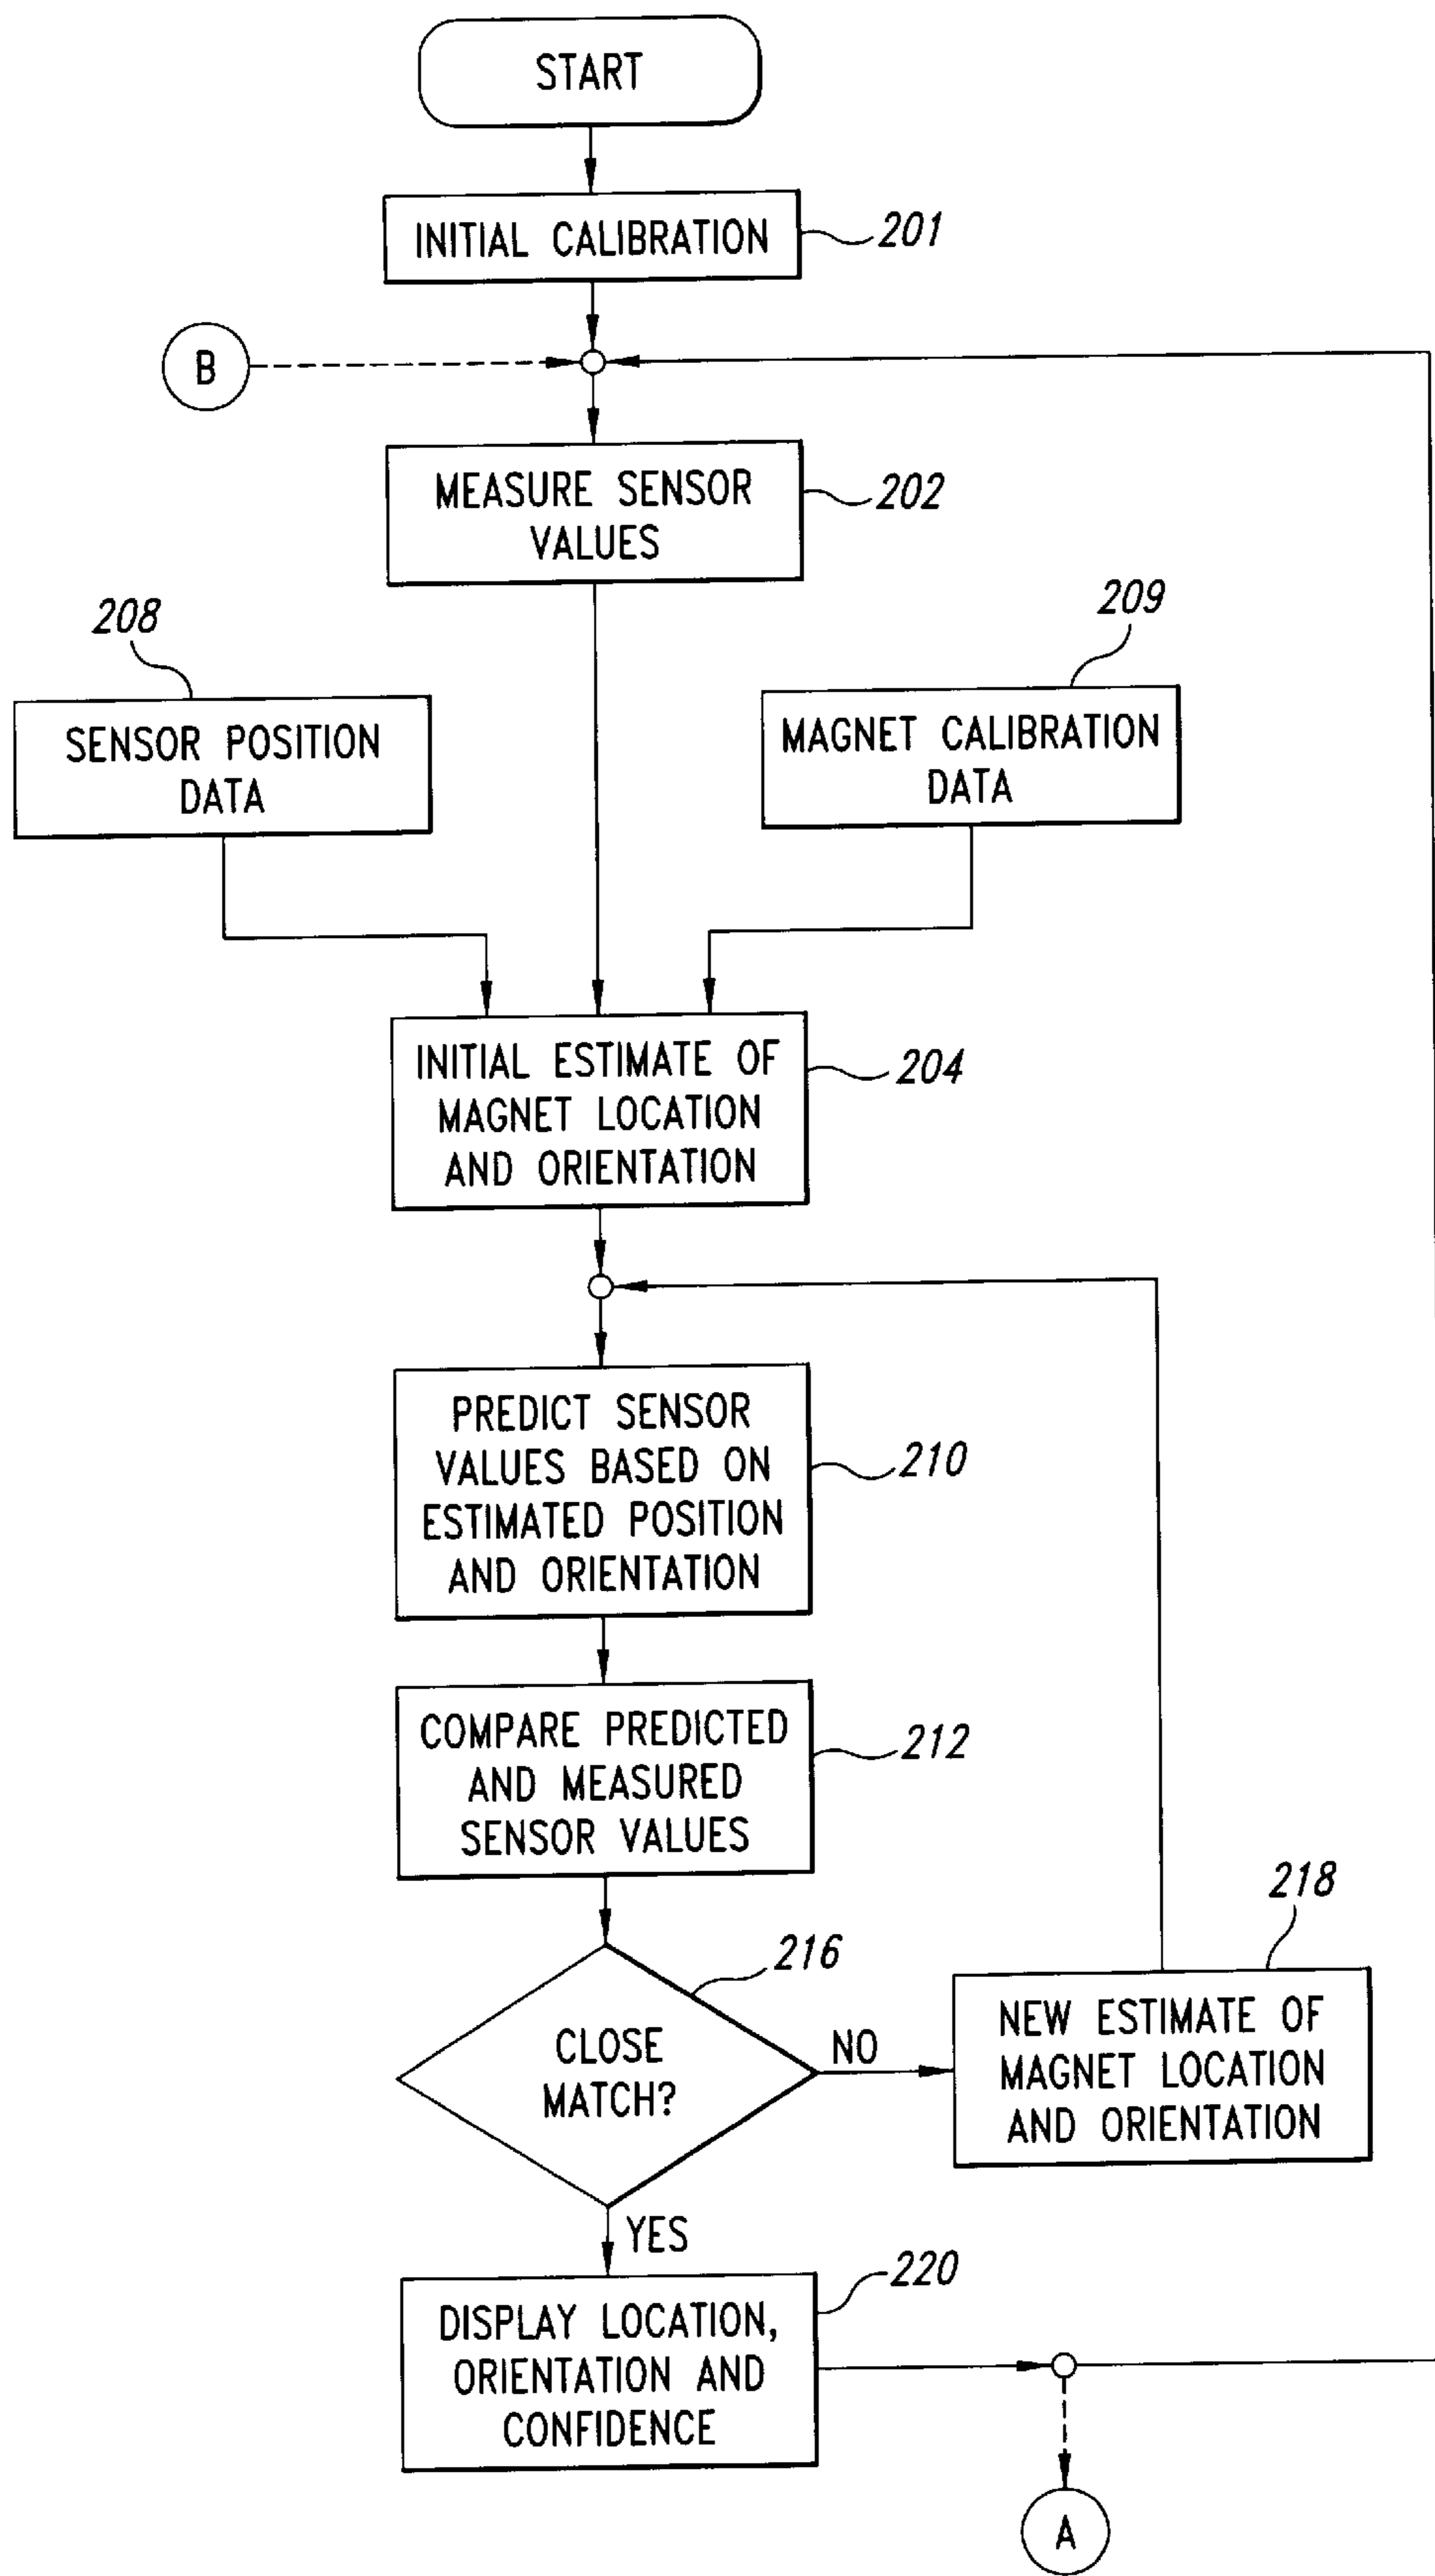 START
INITIAL CALIBRATION
201
B
MEASURE SENSOR
VALUES
202
208
SENSOR POSITION
DATA
209
MAGNET CALIBRATION
DATA
INITIAL ESTIMATE OF
MAGNET LOCATION
AND ORIENTATION
204
PREDICT SENSOR
VALUES BASED ON
ESTIMATED POSITION
AND ORIENTATION
210
COMPARE PREDICTED
AND MEASURED
SENSOR VALUES
212
216
CLOSE
MATCH?
NO
218
NEW ESTIMATE OF
MAGNET LOCATION
AND ORIENTATION
YES
220
DISPLAY LOCATION,
ORIENTATION AND
CONFIDENCE
A